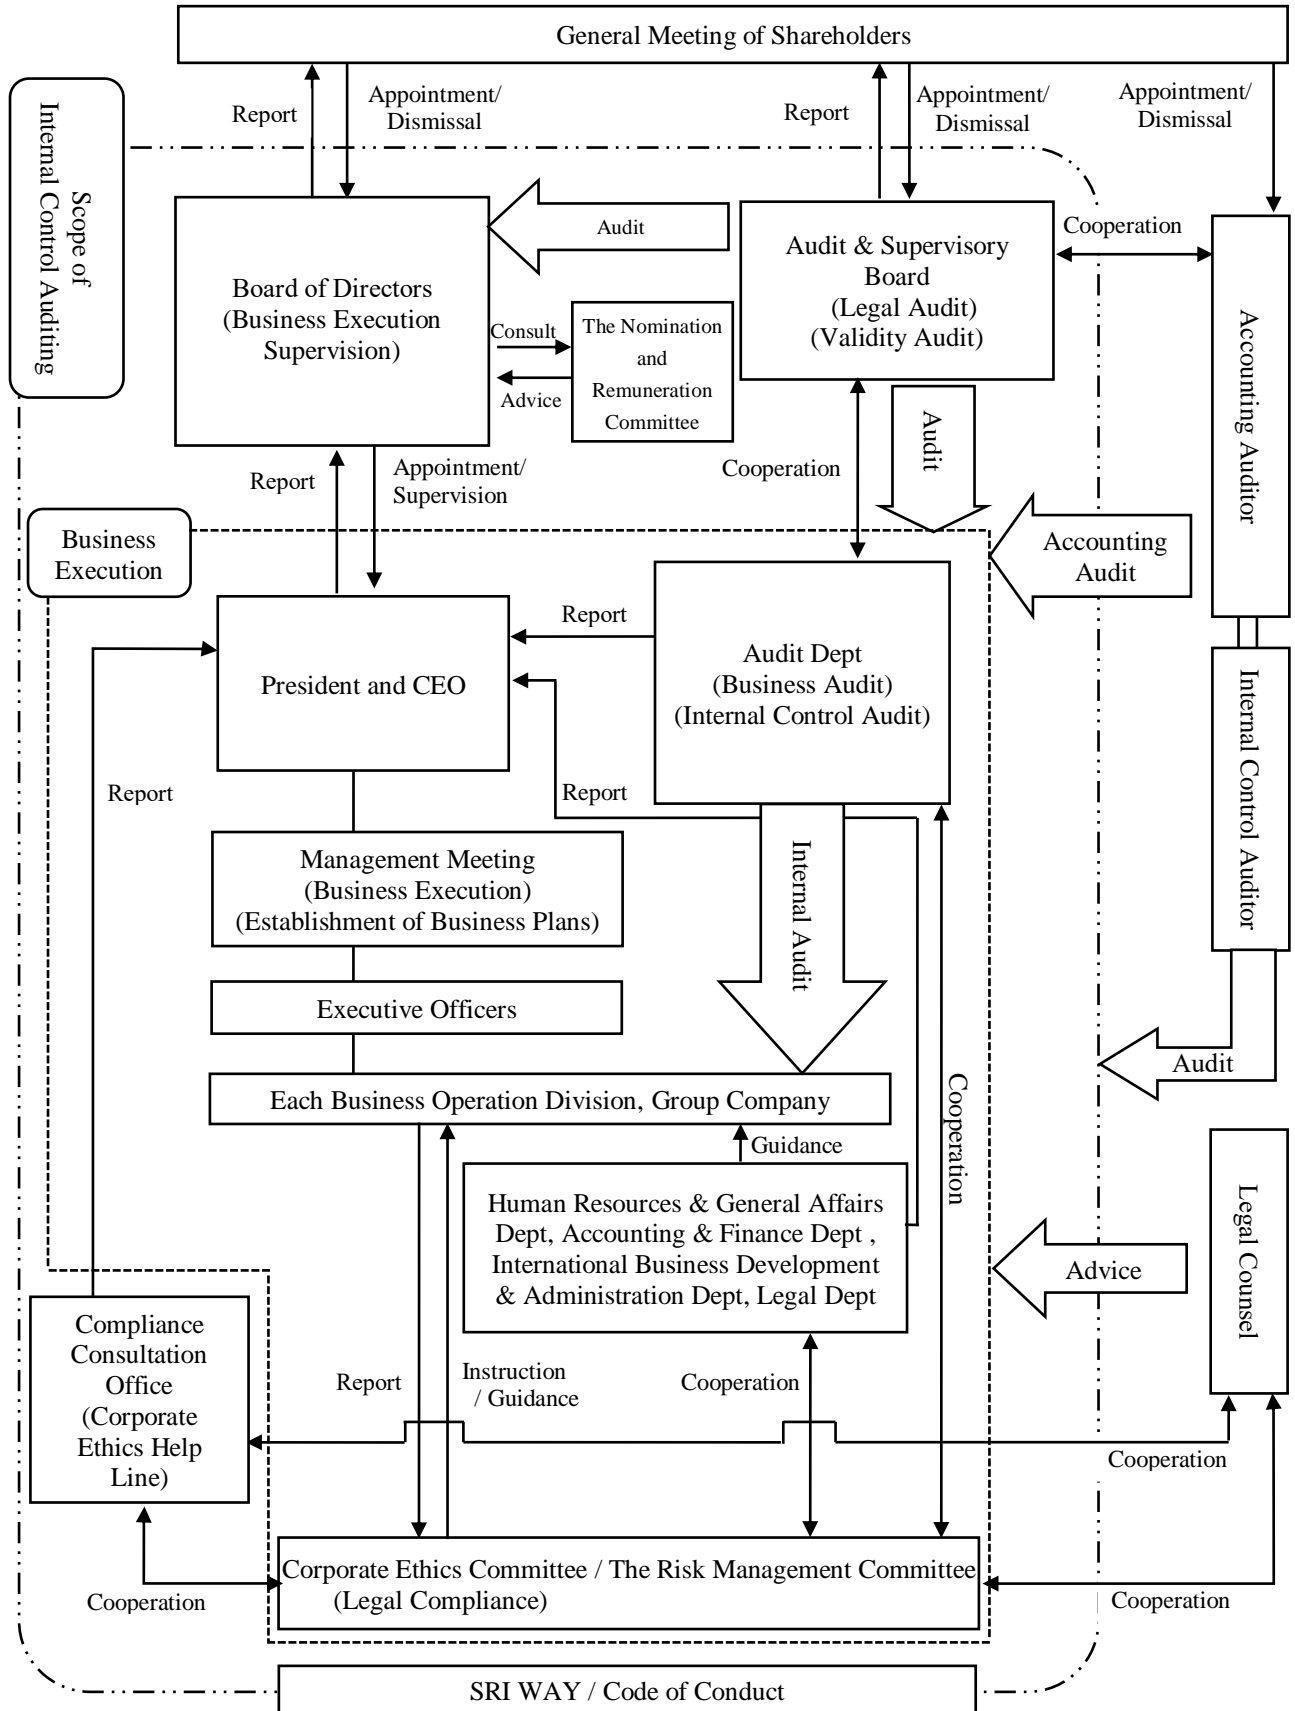 General Meeting of Shareholders
Scope of
Internal Control Auditing
Report
Appointment/
Dismissal
Report
Appointment/
Dismissal
Appointment/
Dismissal
Board of Directors
(Business Execution
Supervision)
Audit
Audit & Supervisory
Board
(Legal Audit)
(Validity Audit)
Cooperation
Accounting Auditor
Consult
Advice
The Nomination
and
Remuneration
Committee
Report
Appointment/
Supervision
Cooperation
Audit
Business
Execution
Accounting
Audit
President and CEO
Report
Audit Dept
(Business Audit)
(Internal Control Audit)
Internal Control Auditor
Report
Report
Management Meeting
(Business Execution)
(Establishment of Business Plans)
Internal Audit
Executive Officers
Audit
Each Business Operation Division, Group Company
Cooperation
Guidance
Human Resources & General Affairs
Dept, Accounting & Finance Dept ,
International Business Development
& Administration Dept, Legal Dept
Advice
Legal Counsel
Compliance
Consultation
Office
(Corporate
Ethics Help
Line)
Report
Instruction
/ Guidance
Cooperation
Cooperation
Corporate Ethics Committee / The Risk Management Committee
(Legal Compliance)
Cooperation
Cooperation
SRI WAY / Code of Conduct